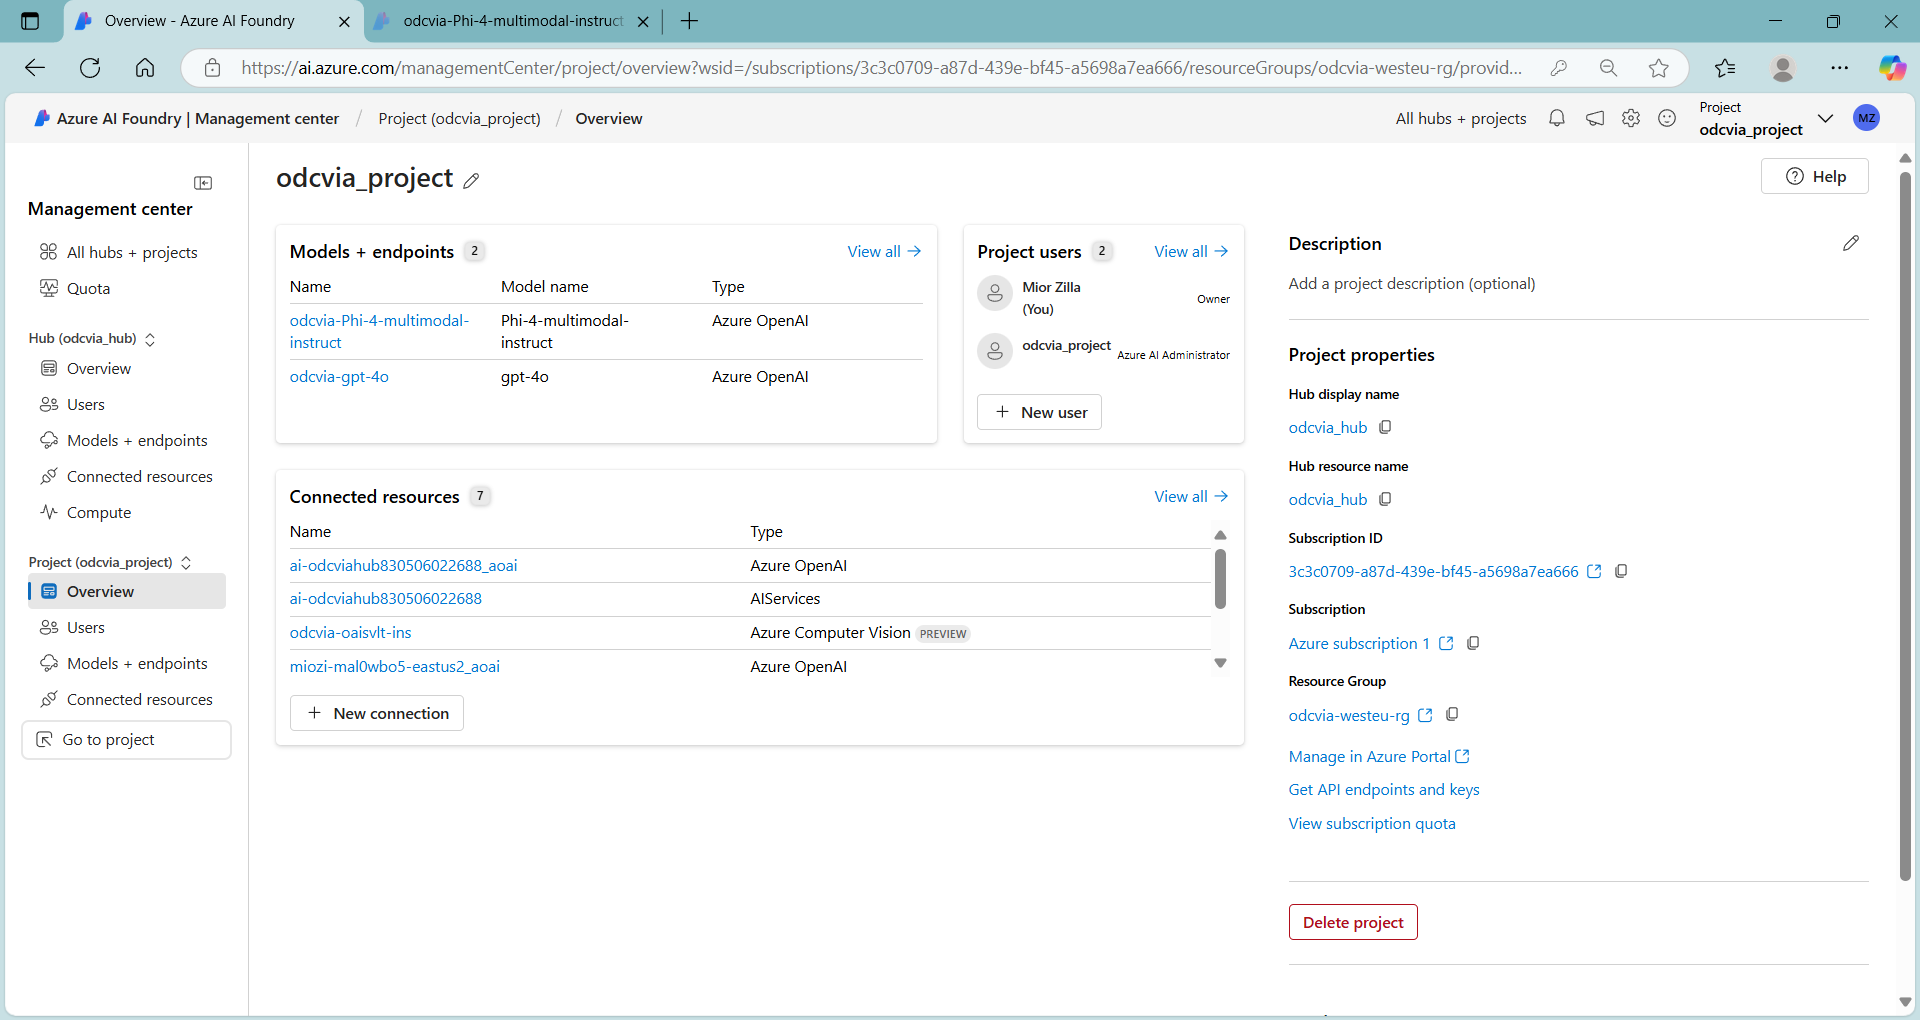 Overview - Azure AI Foundry
odcvia-Phi-4-multimodal-instruct
https://ai.azure.com/managementCenter/project/overview?wsid=/subscriptions/3c3c0709-a87d-439e-bf45-a5698a7ea666/resourceGroups/odcvia-westeu-rg/provid...
Azure AI Foundry | Management center / Project (odcvia_project) / Overview
All hubs + projects
Project
odcvia_project
MZ
Management center
All hubs + projects
Quota
Hub (odcvia_hub)
Overview
Users
Models + endpoints
Connected resources
Compute
Project (odcvia_project)
Overview
Users
Models + endpoints
Connected resources
Go to project
odcvia_project
Help
Models + endpoints 2 View all
Name Model name Type
odcvia-Phi-4-multimodal- Phi-4-multimodal- Azure OpenAI
instruct instruct
odcvia-gpt-4o gpt-4o Azure OpenAI
Project users 2 View all
Mior Zilla
(You)
Owner
odcvia_project
Azure AI Administrator
New user
Connected resources 7 View all
Name Type
ai-odcviahub830506022688_aoai Azure OpenAI
ai-odcviahub830506022688 AIServices
odcvia-oaisvlt-ins Azure Computer Vision PREVIEW
miozi-mal0wbo5-eastus2_aoai Azure OpenAI
New connection
Description
Add a project description (optional)
Project properties
Hub display name
odcvia_hub
Hub resource name
odcvia_hub
Subscription ID
3c3c0709-a87d-439e-bf45-a5698a7ea666
Subscription
Azure subscription 1
Resource Group
odcvia-westeu-rg
Manage in Azure Portal
Get API endpoints and keys
View subscription quota
Delete project